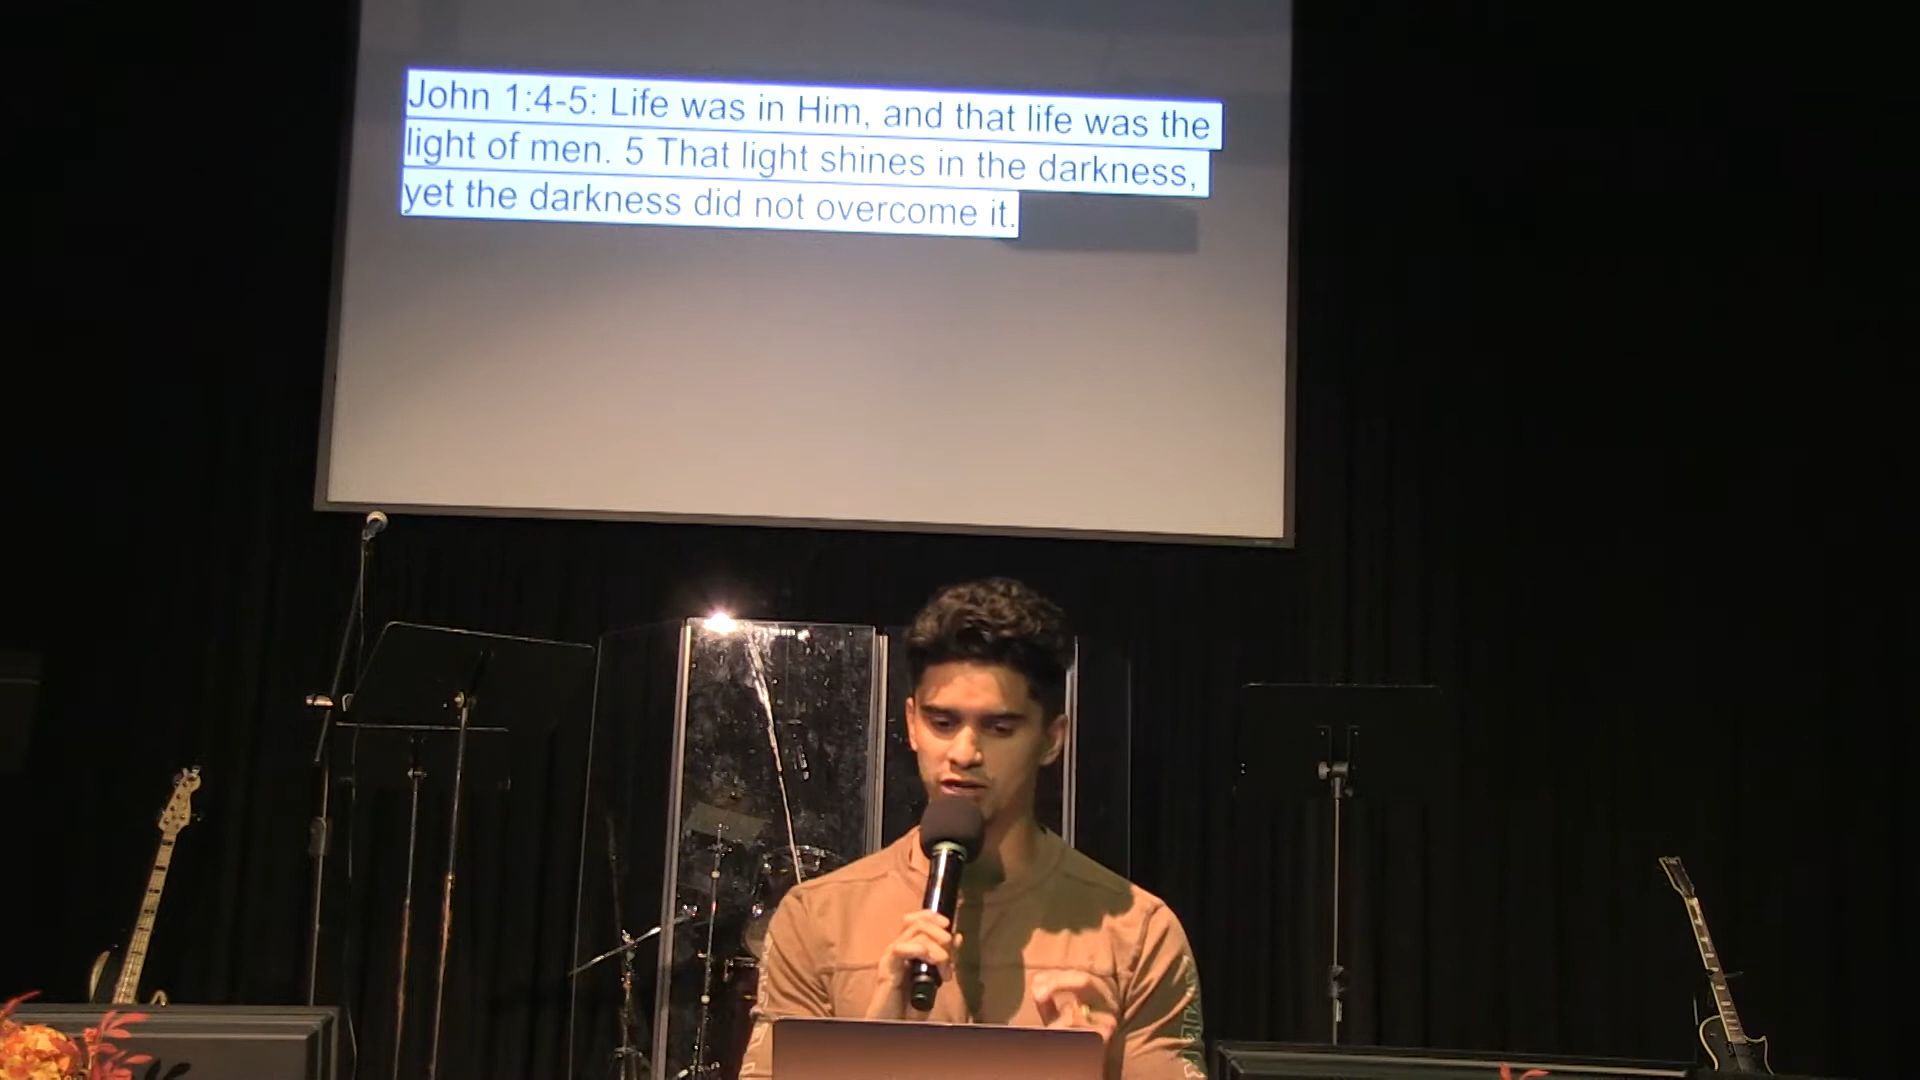 John 1:4-5: Life was in Him, and that life was the
light of men. 5 That light shines in the darkness,
yet the darkness did not overcome it.